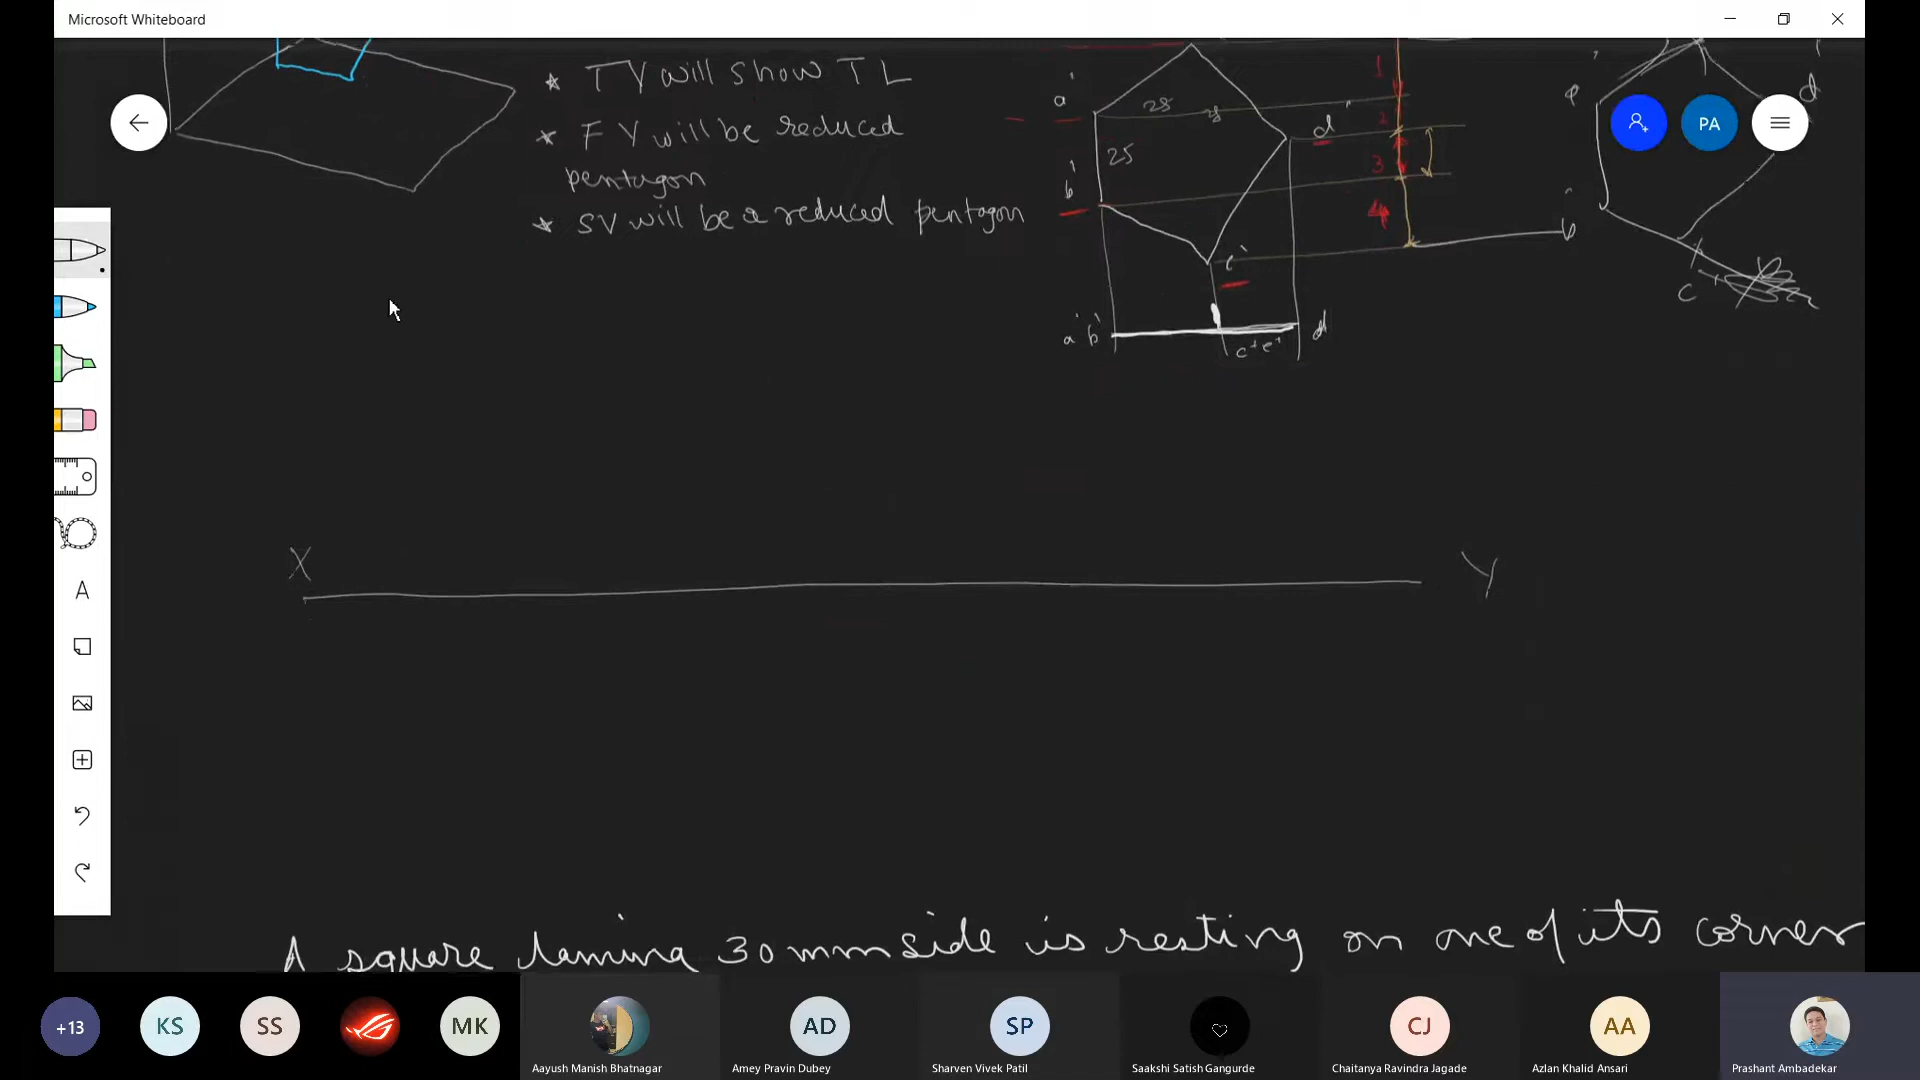 Microsoft Whiteboard
* TV will show TL
* FV will be reduced
pentagon
* SV will be a reduced pentagon
a'
28
25
b'
c'
d'
1
2
3
4
a' b'
c' e'
d'
e
d
b
c
PA
A
X
Y
A square lamina 30mm side is resting on one of its corner
+13
KS
SS
MK
AD
SP
CJ
AA
Aayush Manish Bhatnagar
Amey Pravin Dubey
Sharven Vivek Patil
Saakshi Satish Gangurde
Chaitanya Ravindra Jagade
Azlan Khalid Ansari
Prashant Ambadekar